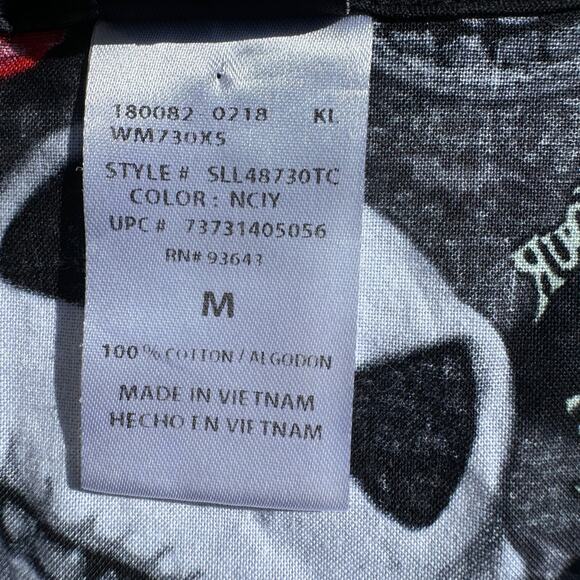 180082 0218 KL
WM730XS
STYLE # SLL48730TC
COLOR : NCIY
UPC # 73731405056
RN# 93643
M
100 % COTTON / ALGODON
MADE IN VIETNAM
HECHO EN VIETNAM